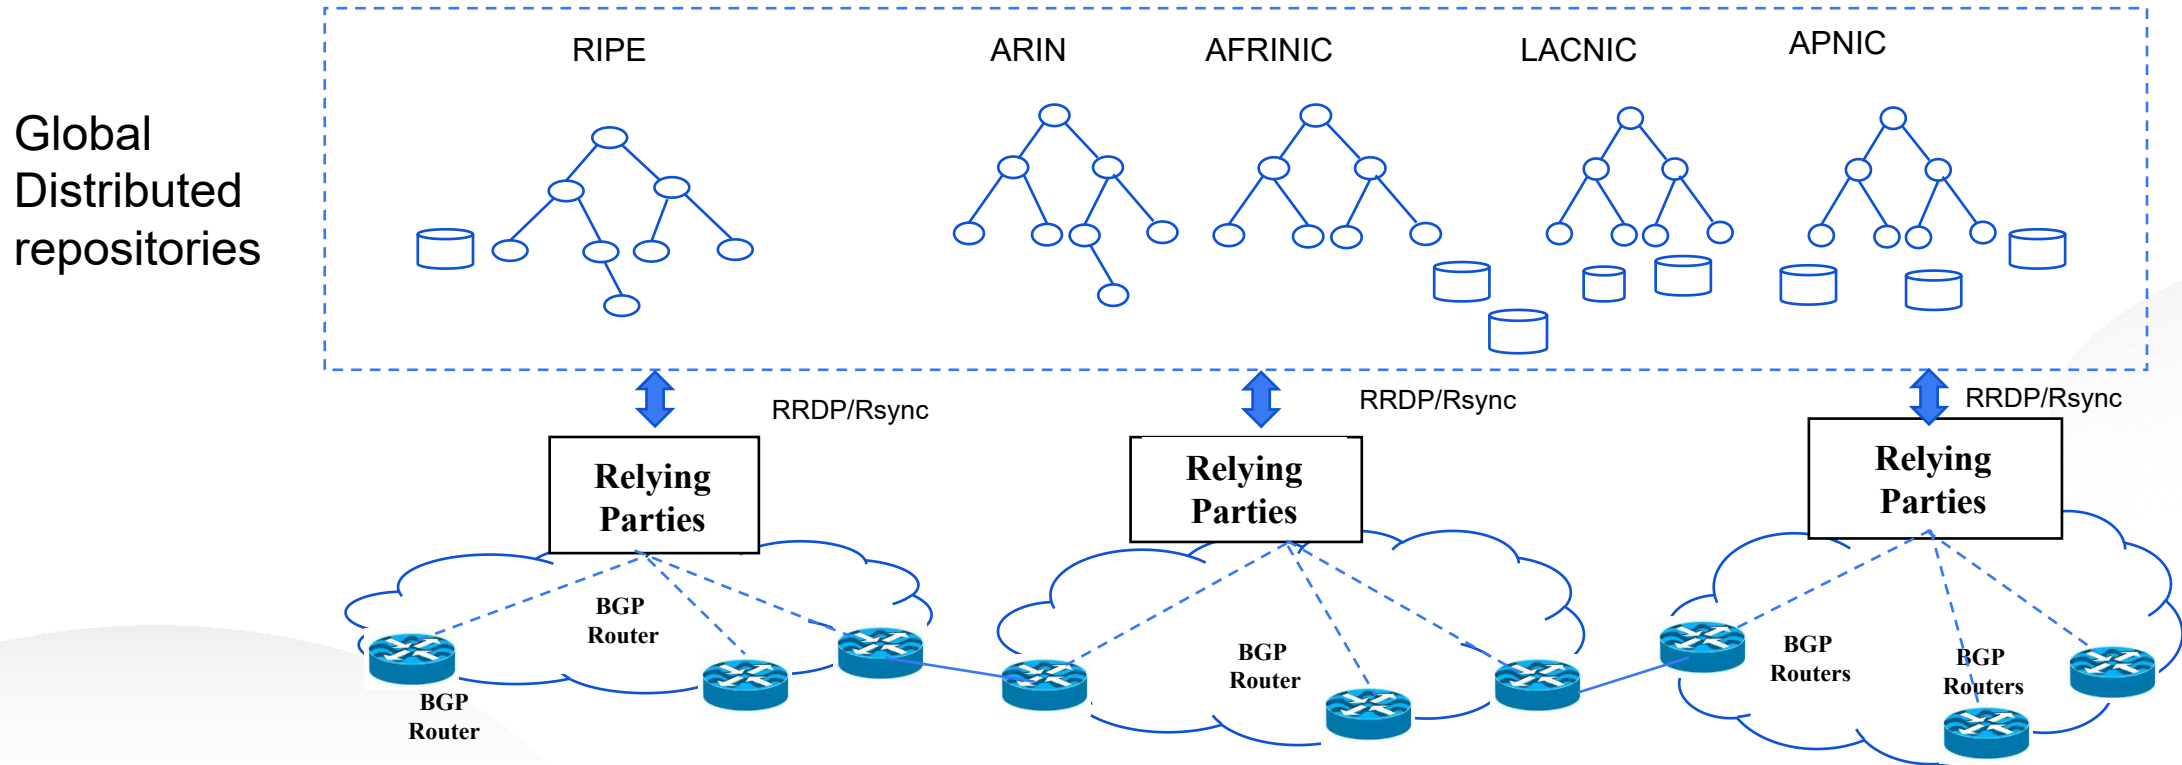 Global
Distributed
repositories
RIPE
ARIN
AFRINIC
LACNIC
APNIC
RRDP/Rsync
RRDP/Rsync
RRDP/Rsync
Relying
Parties
Relying
Parties
Relying
Parties
BGP
Router
BGP
Router
BGP
Router
BGP
Routers
BGP
Routers